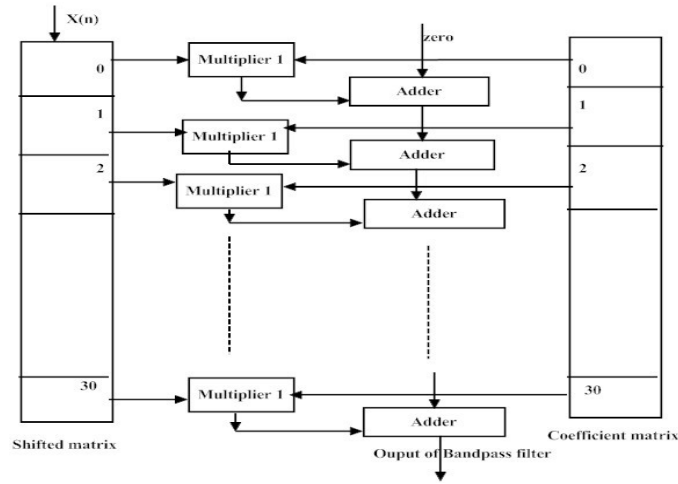 X(n)
zero
0
Multiplier 1
0
Adder
1
Multiplier 1
1
Adder
2
Multiplier 1
2
Adder
30
Multiplier 1
30
Adder
Shifted matrix
Coefficient matrix
Ouput of Bandpass filter